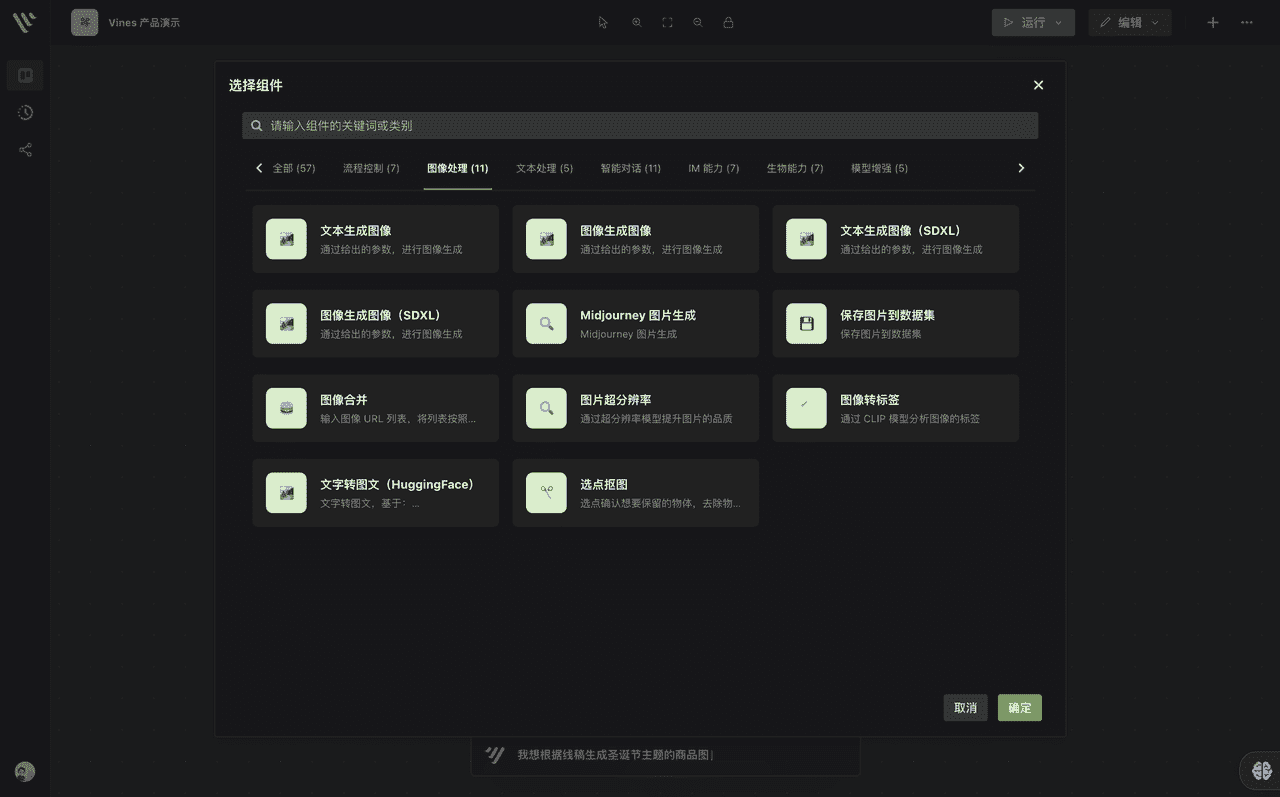 Vines 产品演示
运行
编辑
选择组件
请输入组件的关键词或类别
全部 (57)
流程控制 (7)
图像处理 (11)
文本处理 (5)
智能对话 (11)
IM 能力 (7)
生物能力 (7)
模型增强 (5)
文本生成图像
通过给出的参数，进行图像生成
图像生成图像
通过给出的参数，进行图像生成
文本生成图像（SDXL）
通过给出的参数，进行图像生成
图像生成图像（SDXL）
通过给出的参数，进行图像生成
Midjourney 图片生成
Midjourney 图片生成
保存图片到数据集
保存图片到数据集
图像合并
输入图像 URL 列表，将列表按照...
图片超分辨率
通过超分辨率模型提升图片的品质
图像转标签
通过 CLIP 模型分析图像的标签
文字转图文（HuggingFace）
文字转图文，基于：...
选点抠图
选点确认想要保留的物体，去除物...
取消
确定
我想根据线稿生成圣诞节主题的商品图